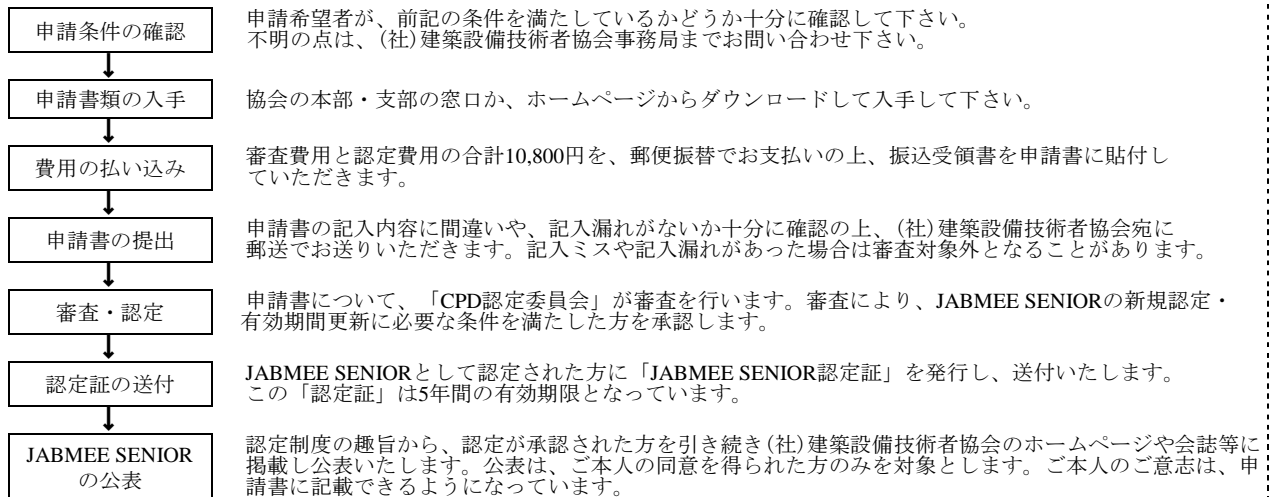 申請条件の確認
申請希望者が、前記の条件を満たしているかどうか十分に確認して下さい。
不明の点は、(社)建築設備技術者協会事務局までお問い合わせ下さい。
申請書類の入手
協会の本部・支部の窓口か、ホームページからダウンロードして入手して下さい。
費用の払い込み
審査費用と認定費用の合計10,800円を、郵便振替でお支払いの上、振込受領書を申請書に貼付し
ていただきます。
申請書の提出
申請書の記入内容に間違いや、記入漏れがないか十分に確認の上、(社)建築設備技術者協会宛に
郵送でお送りいただきます。記入ミスや記入漏れがあった場合は審査対象外となることがあります。
審査・認定
申請書について、「CPD認定委員会」が審査を行います。審査により、JABMEE SENIORの新規認定・
有効期間更新に必要な条件を満たした方を承認します。
認定証の送付
JABMEE SENIORとして認定された方に「JABMEE SENIOR認定証」を発行し、送付いたします。
この「認定証」は5年間の有効期限となっています。
JABMEE SENIOR
の公表
認定制度の趣旨から、認定が承認された方を引き続き(社)建築設備技術者協会のホームページや会誌等に
掲載し公表いたします。公表は、ご本人の同意を得られた方のみを対象とします。ご本人のご意志は、申
請書に記載できるようになっています。